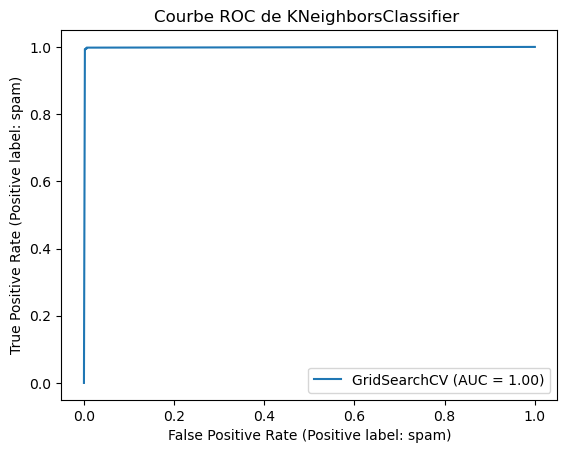 Courbe ROC de KNeighborsClassifier
True Positive Rate (Positive label: spam)
1.0
0.8
0.6
0.4
0.2
0.0
GridSearchCV (AUC = 1.00)
0.0 0.2 0.4 0.6 0.8 1.0
False Positive Rate (Positive label: spam)